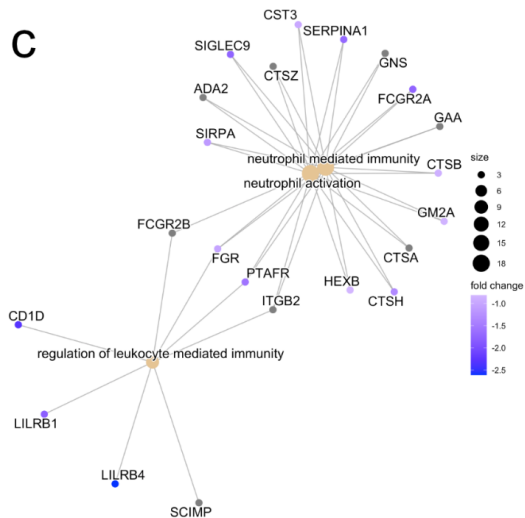 C
CST3
SERPINA1
SIGLEC9
GNS
CTSZ
ADA2
FCGR2A
GAA
SIRPA
neutrophil mediated immunity
CTSB
neutrophil activation
GM2A
FCGR2B
CTSA
FGR
PTAFR
HEXB
CTSH
ITGB2
CD1D
regulation of leukocyte mediated immunity
LILRB1
LILRB4
SCIMP
size
3
6
9
12
15
18
fold change
-1.0
-1.5
-2.0
-2.5